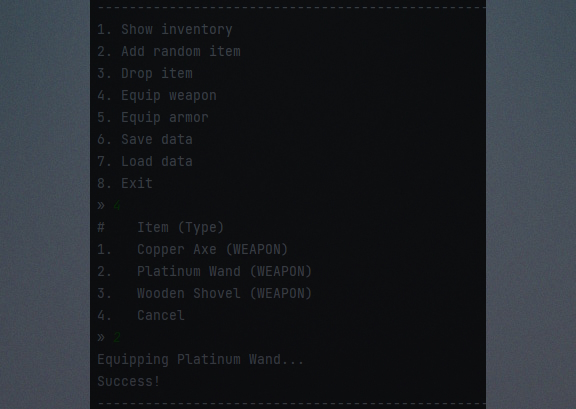 --------------------------------------------------
1. Show inventory
2. Add random item
3. Drop item
4. Equip weapon
5. Equip armor
6. Save data
7. Load data
8. Exit
» 4
#    Item (Type)
1.   Copper Axe (WEAPON)
2.   Platinum Wand (WEAPON)
3.   Wooden Shovel (WEAPON)
4.   Cancel
» 2
Equipping Platinum Wand...
Success!
--------------------------------------------------